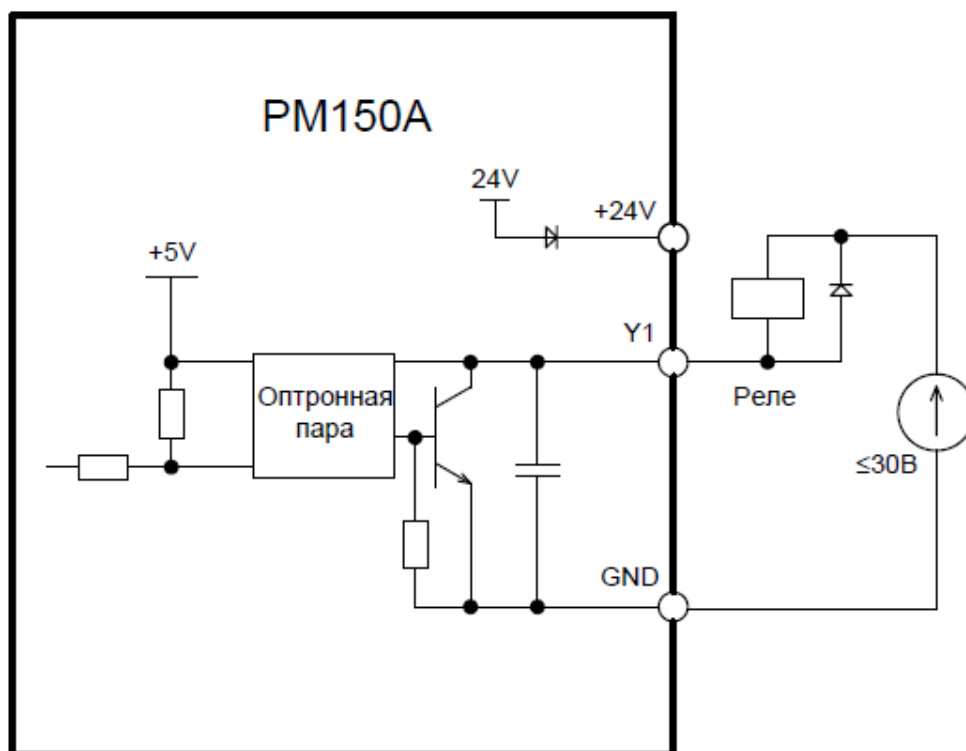 PM150A
24V
+24V
+5V
Y1
Оптронная
пара
Реле
≤30В
GND